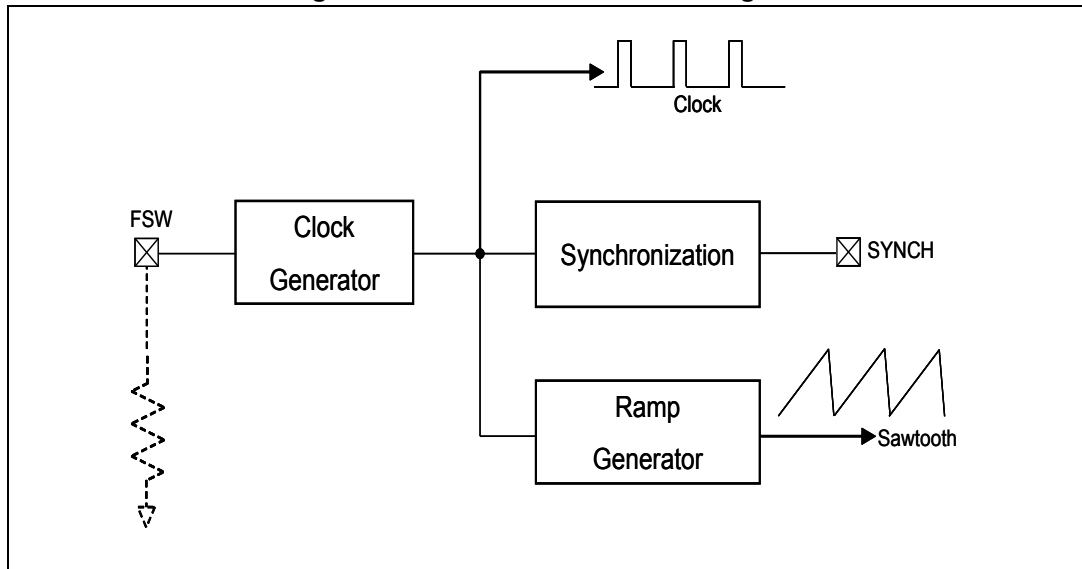 Clock
FSW
Clock
Generator
Synchronization
SYNCH
Ramp
Generator
Sawtooth